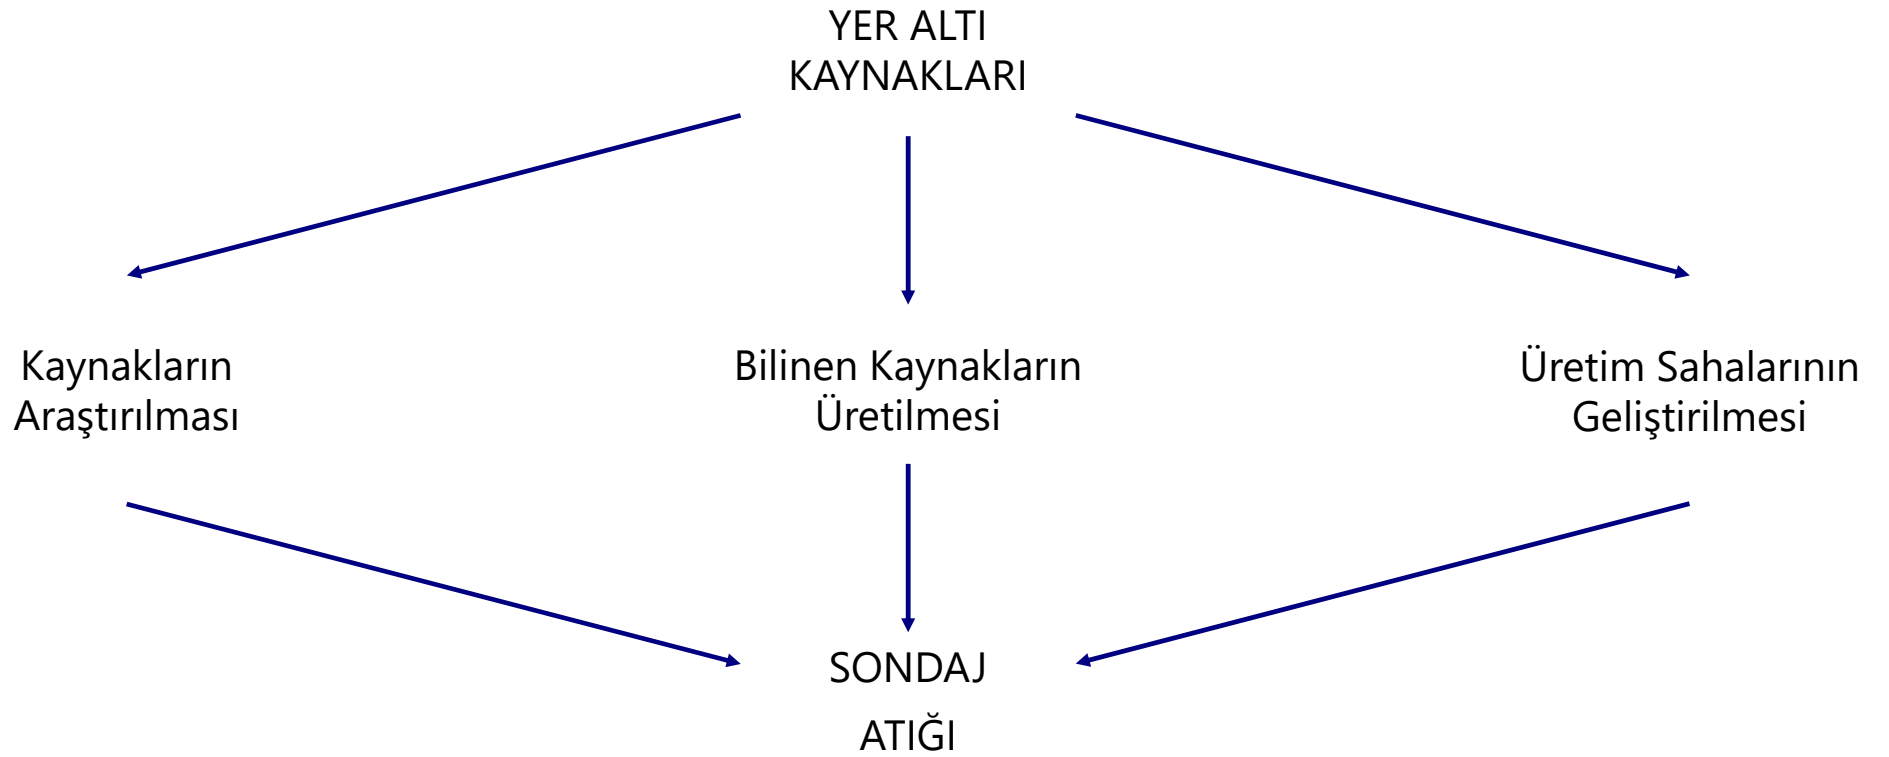 YER ALTI
KAYNAKLARI
Kaynakların
Araştırılması
Bilinen Kaynakların
Üretilmesi
Üretim Sahalarının
Geliştirilmesi
SONDAJ
ATIĞI